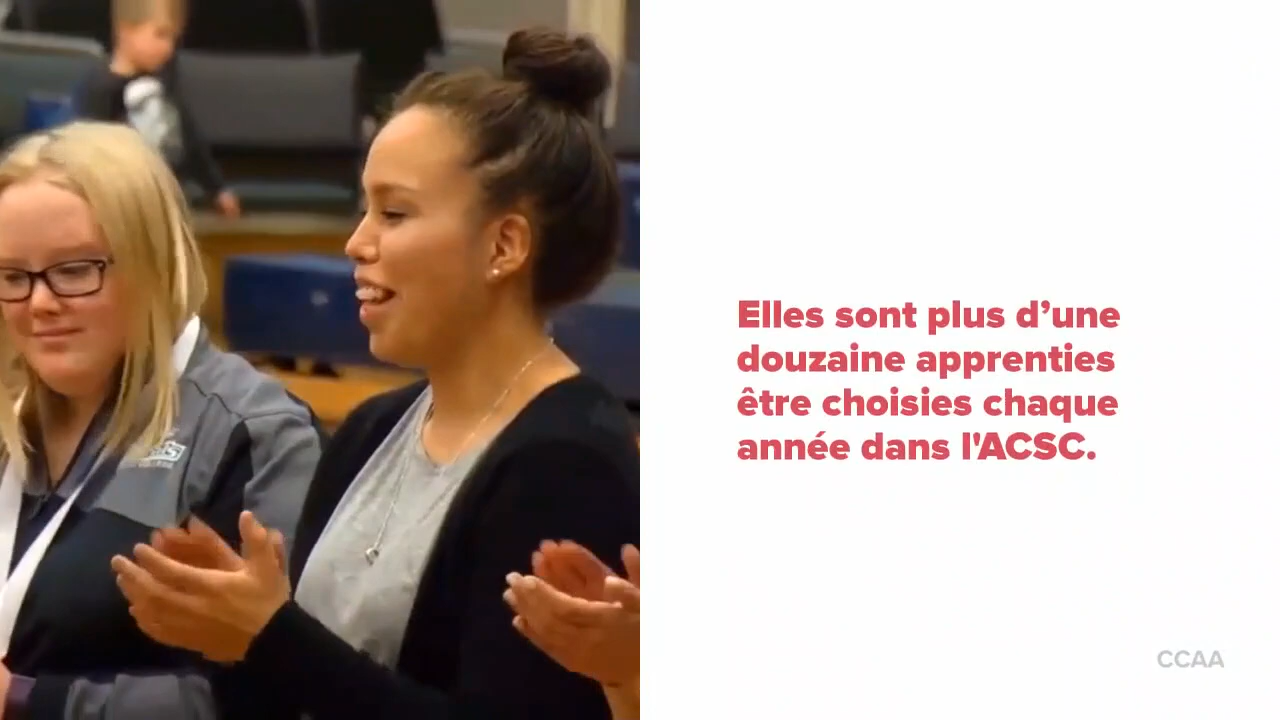 Elles sont plus d’une
douzaine apprenties
être choisies chaque
année dans l'ACSC.
CCAA